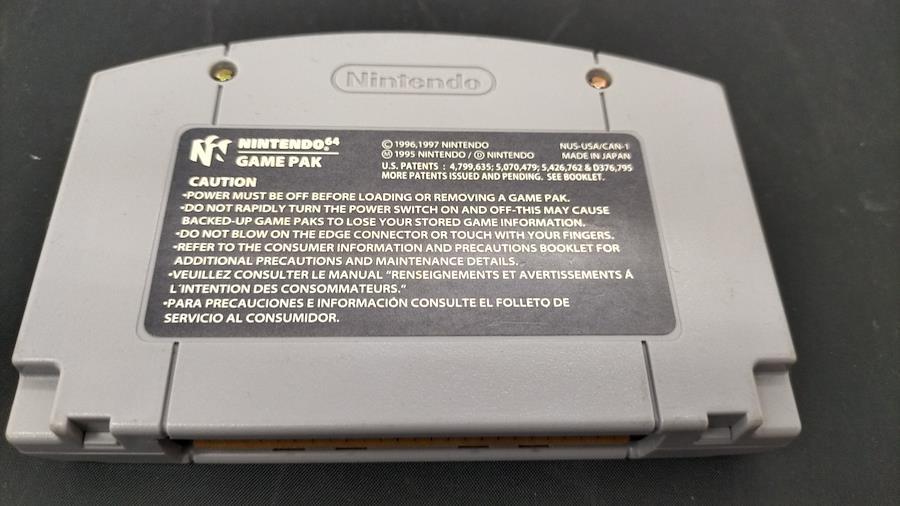 Nintendo
NINTENDO64
GAME PAK
©1996,1997 NINTENDO
Ⓜ 1995 NINTENDO / Ⓓ NINTENDO
NUS-USA/CAN-1
MADE IN JAPAN
U.S. PATENTS : 4,799,635; 5,070,479; 5,426,762 & D376,795
MORE PATENTS ISSUED AND PENDING. SEE BOOKLET.
CAUTION
•POWER MUST BE OFF BEFORE LOADING OR REMOVING A GAME PAK.
•DO NOT RAPIDLY TURN THE POWER SWITCH ON AND OFF-THIS MAY CAUSE
BACKED-UP GAME PAKS TO LOSE YOUR STORED GAME INFORMATION.
•DO NOT BLOW ON THE EDGE CONNECTOR OR TOUCH WITH YOUR FINGERS.
•REFER TO THE CONSUMER INFORMATION AND PRECAUTIONS BOOKLET FOR
ADDITIONAL PRECAUTIONS AND MAINTENANCE DETAILS.
•VEUILLEZ CONSULTER LE MANUAL "RENSEIGNEMENTS ET AVERTISSEMENTS Á
L'INTENTION DES CONSOMMATEURS."
•PARA PRECAUCIONES E INFORMACIÓN CONSULTE EL FOLLETO DE
SERVICIO AL CONSUMIDOR.